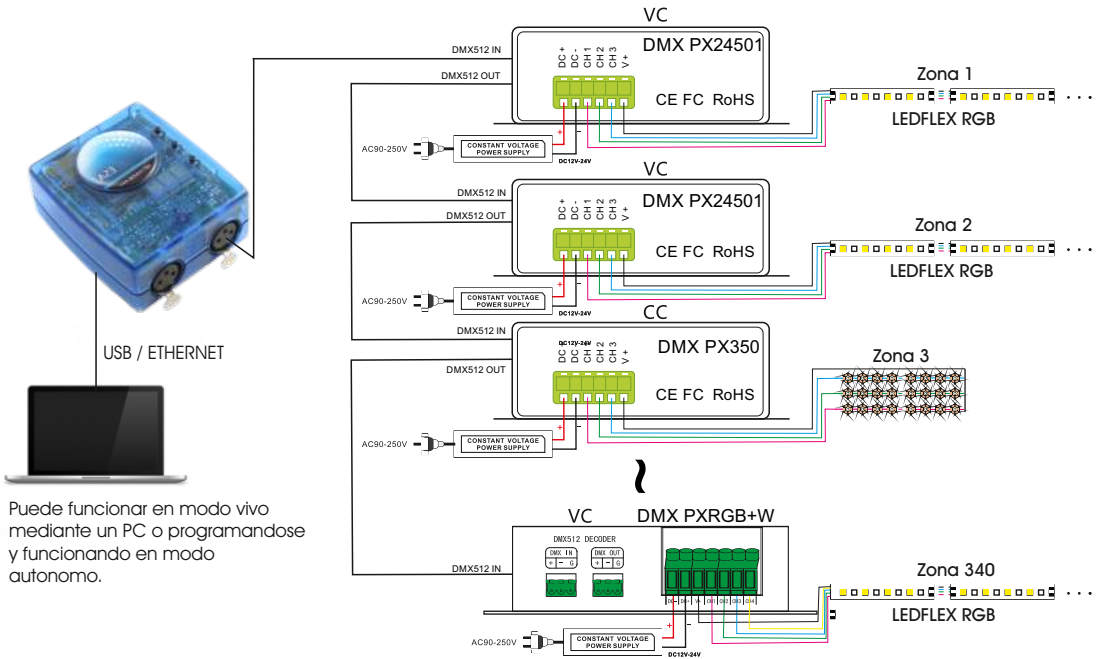 VC
DMX512 IN
DMX PX24501
DMX512 OUT
DC +
DC -
CH 1
CH 2
CH 3
V +
CE FC RoHS
Zona 1
LEDFLEX RGB
AC90-250V
CONSTANT VOLTAGE
POWER SUPPLY
+
-
DC12V-24V
VC
DMX512 IN
DMX PX24501
DMX512 OUT
DC +
DC -
CH 1
CH 2
CH 3
V +
CE FC RoHS
Zona 2
LEDFLEX RGB
AC90-250V
CONSTANT VOLTAGE
POWER SUPPLY
+
-
DC12V-24V
CC
DMX512 IN
DMX PX350
DMX512 OUT
DC12V-24V
DC +
DC -
CH 1
CH 2
CH 3
V +
CE FC RoHS
Zona 3
AC90-250V
CONSTANT VOLTAGE
POWER SUPPLY
+
-
USB / ETHERNET
Puede funcionar en modo vivo
mediante un PC o programandose
y funcionando en modo
autonomo.
VC
DMX PXRGB+W
DMX512 DECODER
DMX IN
DMX OUT
+ - G
+ - G
DMX512 IN
DC-
DC+
V+
CH1
CH2
CH3
CH4
Zona 340
LEDFLEX RGB
AC90-250V
CONSTANT VOLTAGE
POWER SUPPLY
+
-
DC12V-24V